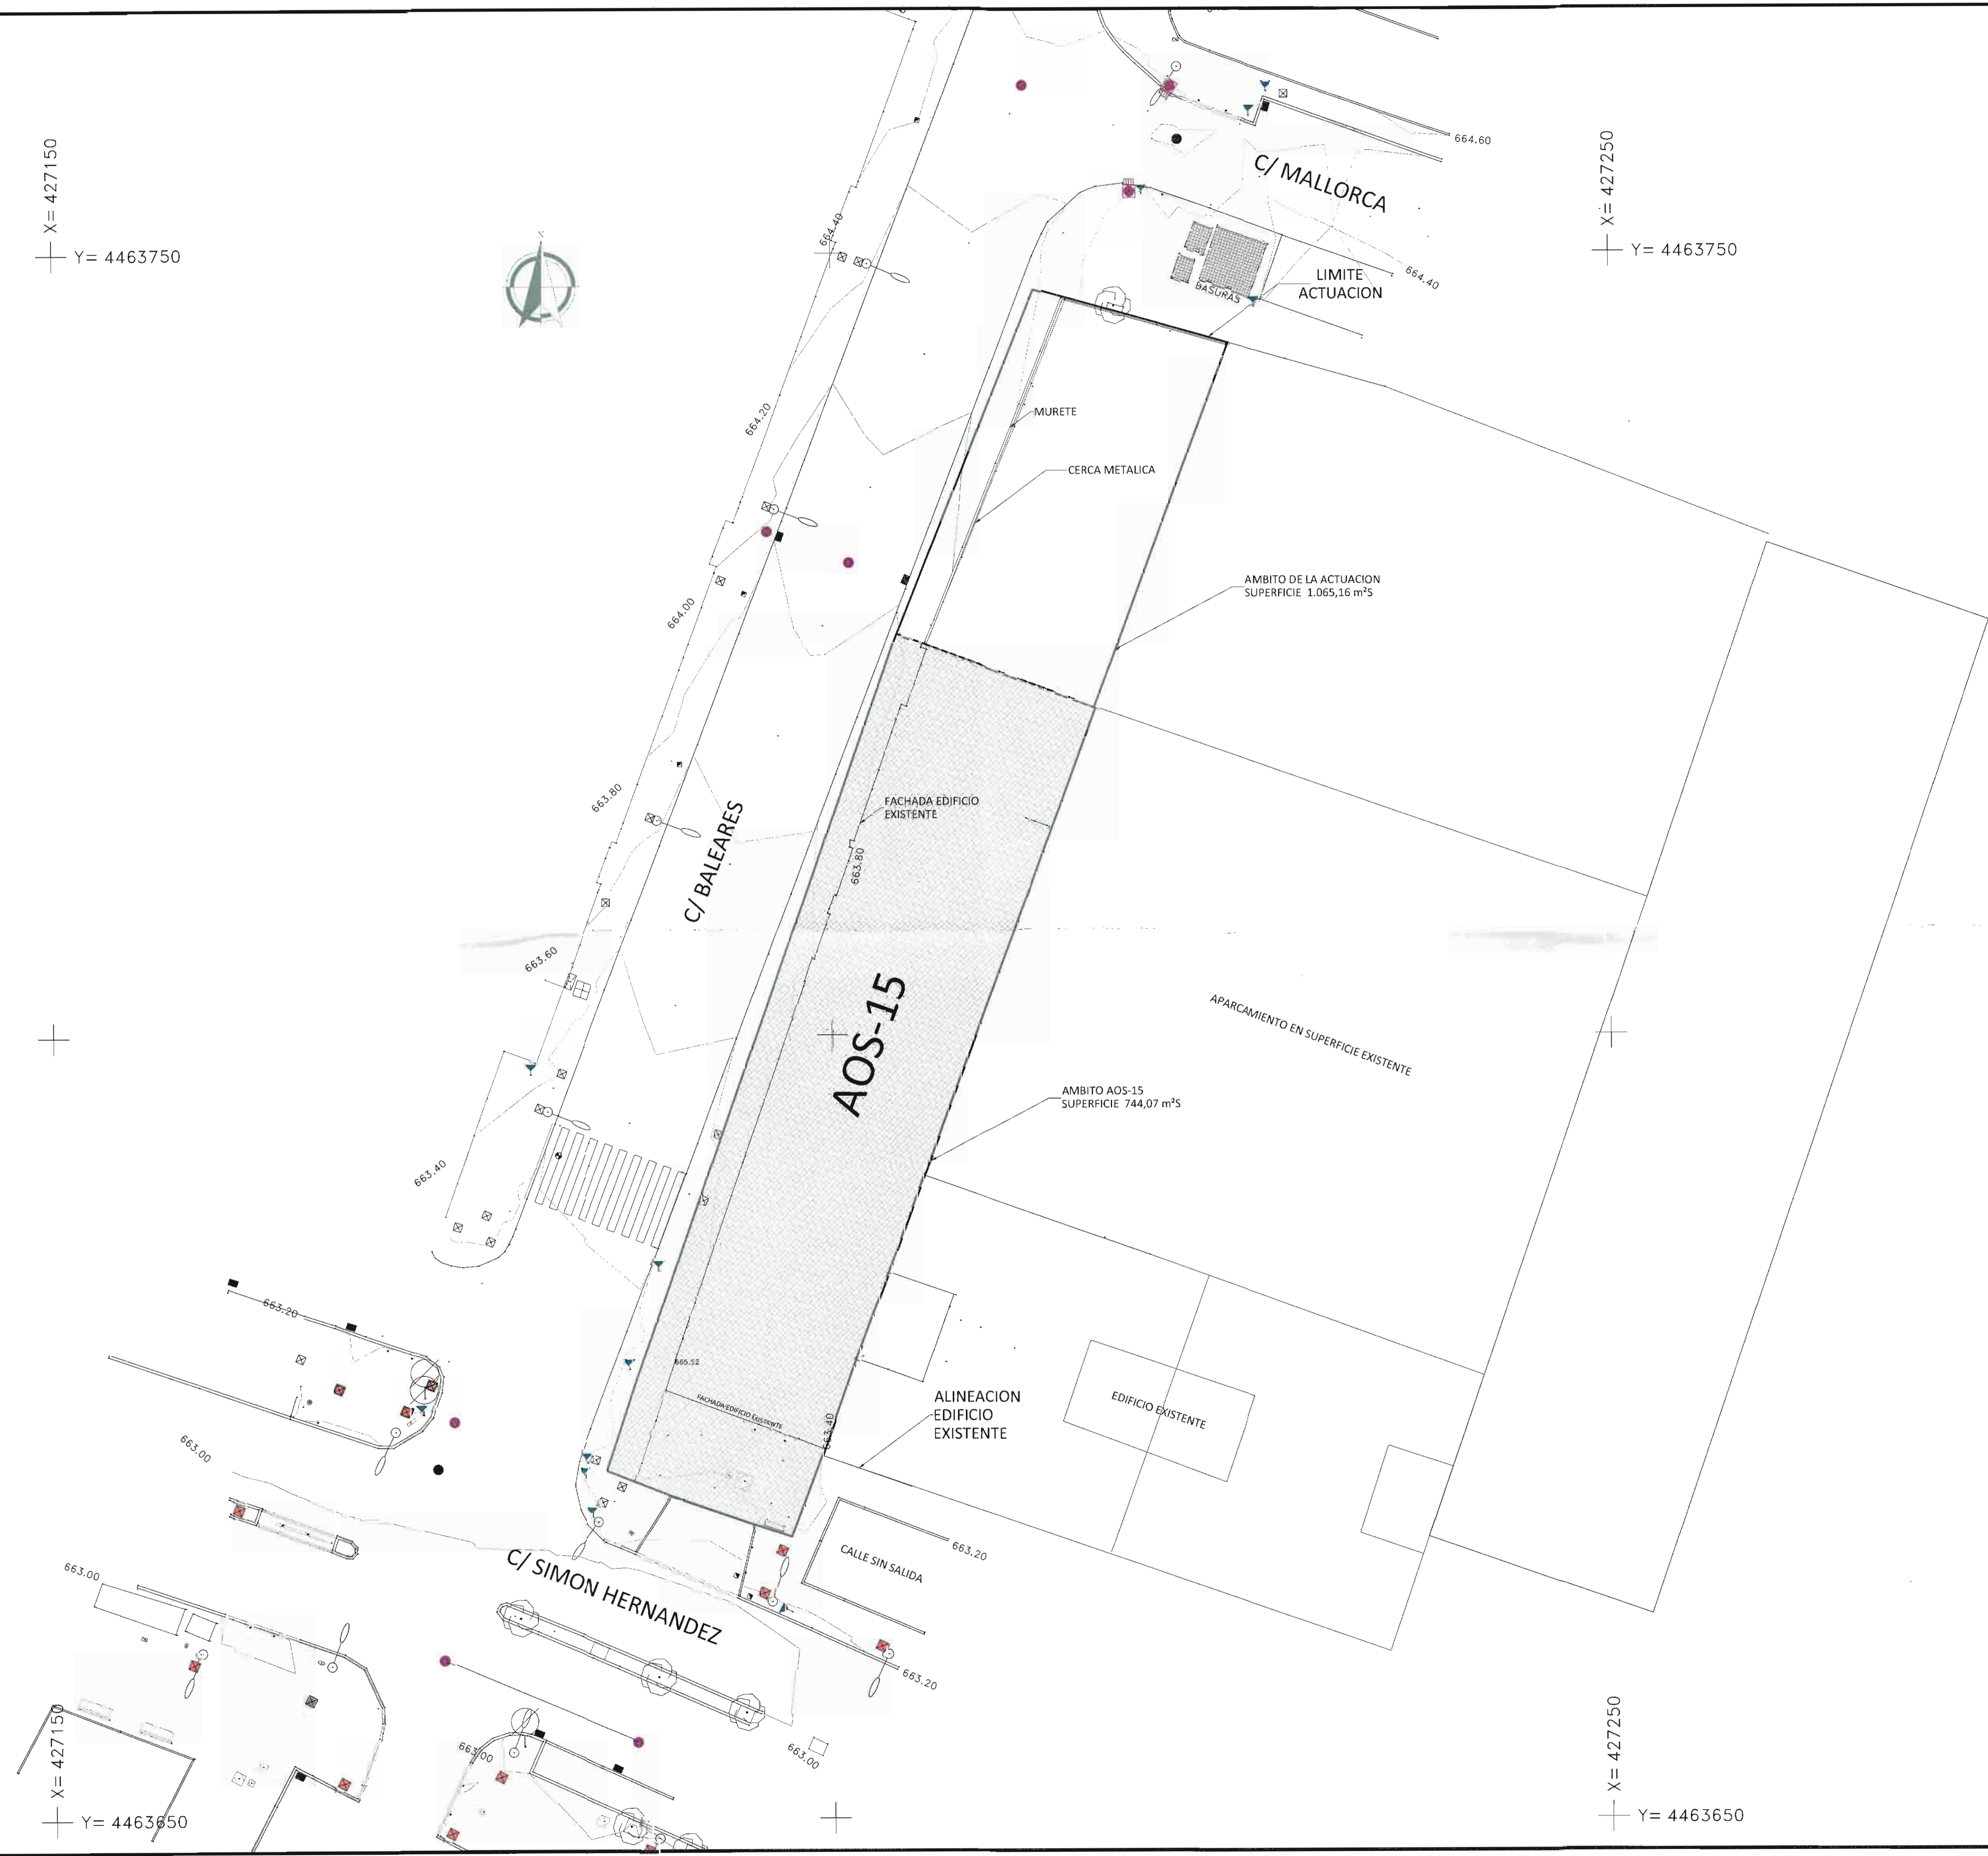 N
664.60
C/ MALLORCA
X= 427150
Y= 4463750
X= 427250
Y= 4463750
664.40
664.40
LIMITE
ACTUACION
BASURAS
664.20
MURETE
CERCA METALICA
AMBITO DE LA ACTUACION
SUPERFICIE 1.065,16 m²S
664.00
663.80
FACHADA EDIFICIO
EXISTENTE
C/ BALEARES
663.80
663.60
AOS-15
APARCAMIENTO EN SUPERFICIE EXISTENTE
AMBITO AOS-15
SUPERFICIE 744,07 m²S
663.40
663.20
665.52
FACHADA EDIFICIO EXISTENTE
663.40
ALINEACION
EDIFICIO
EXISTENTE
EDIFICIO EXISTENTE
663.00
CALLE SIN SALIDA
663.20
C/ SIMON HERNANDEZ
663.00
663.20
663.00
663.00
X= 427150
Y= 4463650
X= 427250
Y= 4463650